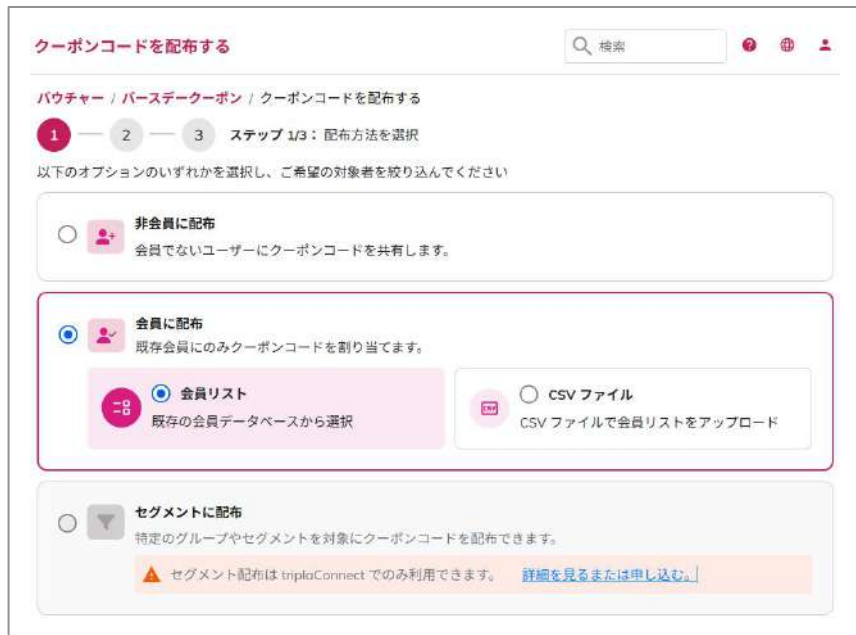 クーポンコードを配布する
検索
バウチャー / バースデークーポン / クーポンコードを配布する
1 2 3 ステップ 1/3： 配布方法を選択
以下のオプションのいずれかを選択し、ご希望の対象者を絞り込んでください
非会員に配布
会員でないユーザーにクーポンコードを共有します。
会員に配布
既存会員にのみクーポンコードを割り当てます。
会員リスト
既存の会員データベースから選択
CSV
CSV ファイル
CSV ファイルで会員リストをアップロード
セグメントに配布
特定のグループやセグメントを対象にクーポンコードを配布できます。
セグメント配布は triplaConnect でのみ利用できます。 詳細を見るまたは申し込む。